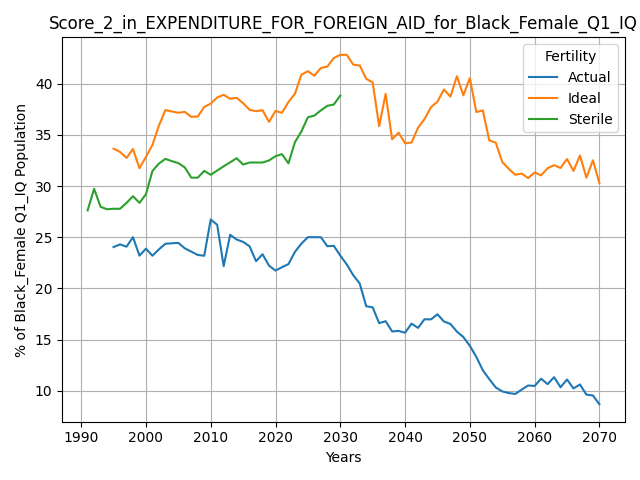 Score_2_in_EXPENDITURE_FOR_FOREIGN_AID_for_Black_Female_Q1_IQ
Fertility
Actual
Ideal
Sterile
% of Black_Female Q1_IQ Population
40
35
30
25
20
15
10
1990 2000 2010 2020 2030 2040 2050 2060 2070
Years